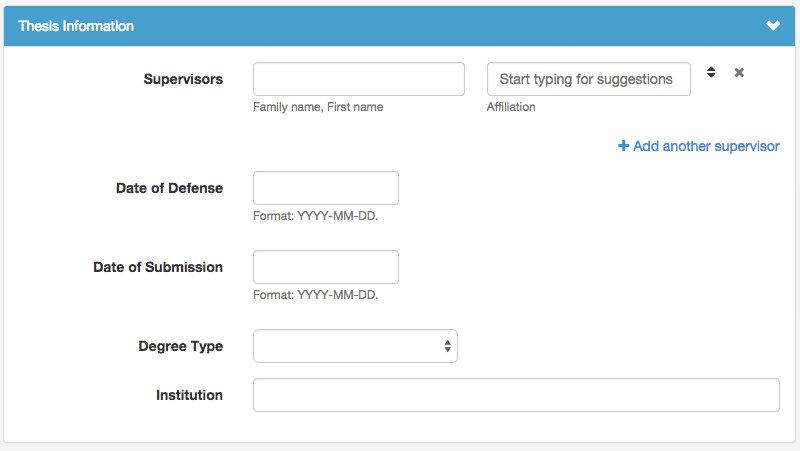 Thesis Information
Supervisors
Start typing for suggestions
Family name, First name
Affiliation
Add another supervisor
Date of Defense
Format: YYYY-MM-DD.
Date of Submission
Format: YYYY-MM-DD.
Degree Type
Institution